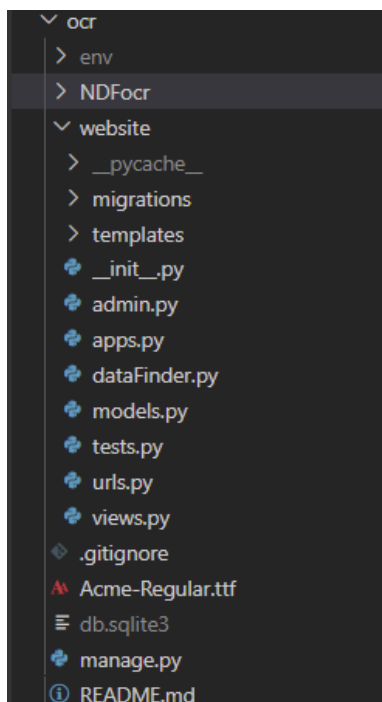 ocr
env
NDFocr
website
__pycache__
migrations
templates
__init__.py
admin.py
apps.py
dataFinder.py
models.py
tests.py
urls.py
views.py
.gitignore
Acme-Regular.ttf
db.sqlite3
manage.py
README.md